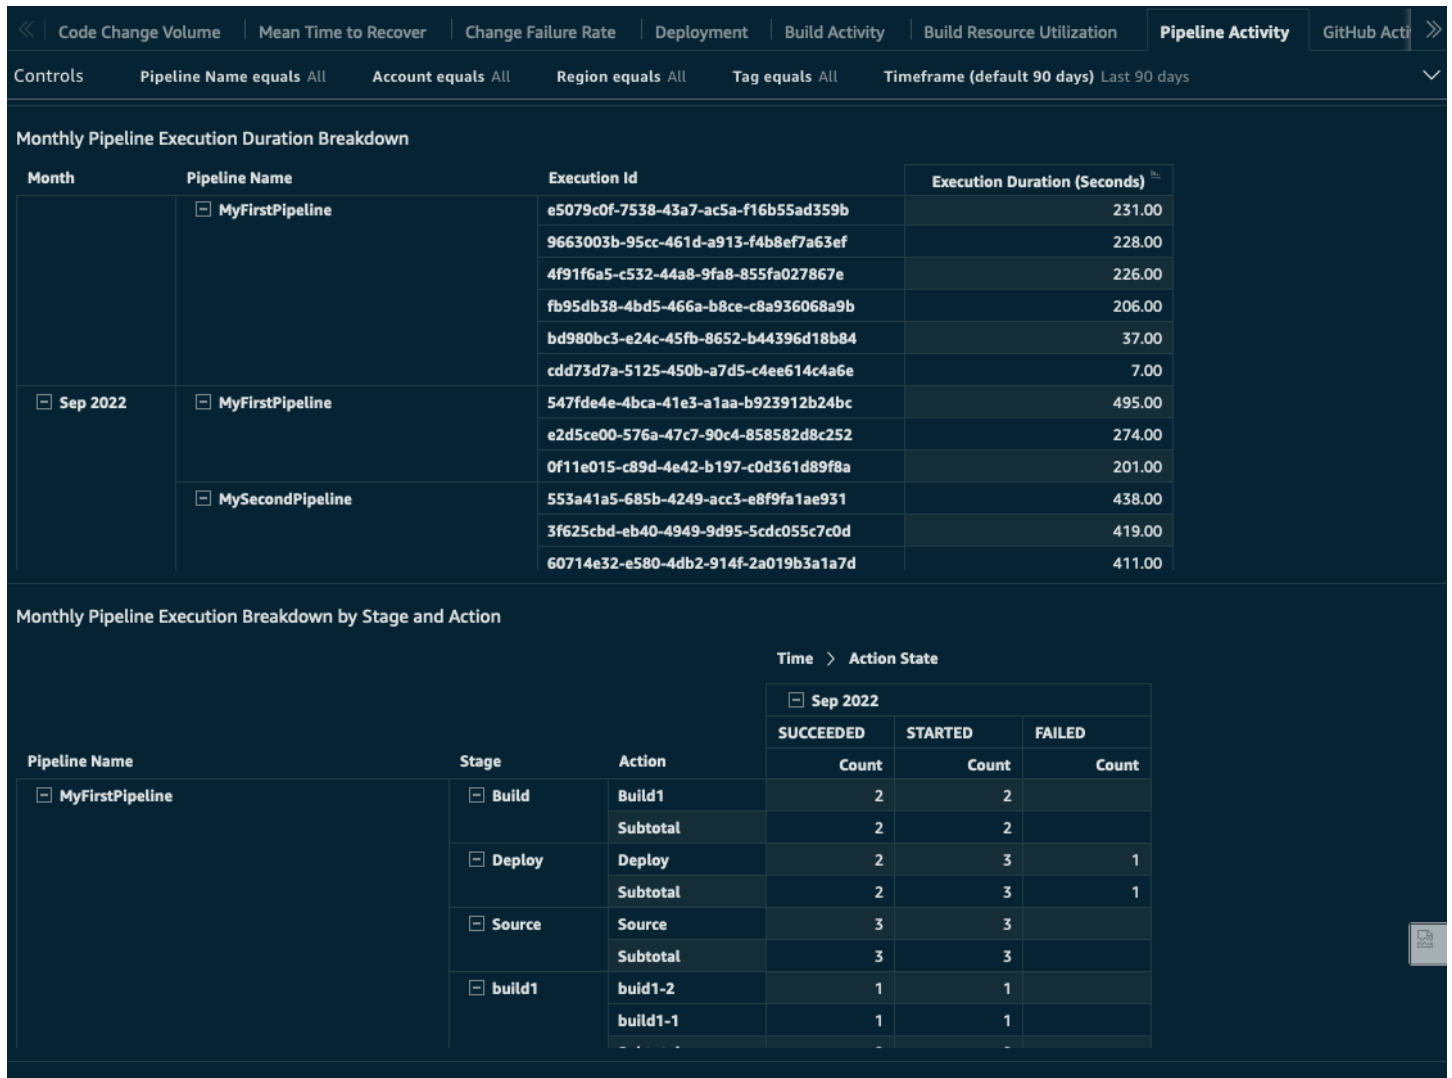 Code Change Volume Mean Time to Recover Change Failure Rate Deployment Build Activity Build Resource Utilization Pipeline Activity GitHub Acti
Controls Pipeline Name equals All Account equals All Region equals All Tag equals All Timeframe (default 90 days) Last 90 days
Monthly Pipeline Execution Duration Breakdown
Month Pipeline Name Execution Id Execution Duration (Seconds)
MyFirstPipeline e5079c0f-7538-43a7-ac5a-f16b55ad359b 231.00
9663003b-95cc-461d-a913-f4b8ef7a63ef 228.00
4f91f6a5-c532-44a8-9fa8-855fa027867e 226.00
fb95db38-4bd5-466a-b8ce-c8a936068a9b 206.00
bd980bc3-e24c-45fb-8652-b44396d18b84 37.00
cdd73d7a-5125-450b-a7d5-c4ee614c4a6e 7.00
Sep 2022 MyFirstPipeline 547fde4e-4bca-41e3-a1aa-b923912b24bc 495.00
e2d5ce00-576a-47c7-90c4-858582d8c252 274.00
0f11e015-c89d-4e42-b197-c0d361d89f8a 201.00
MySecondPipeline 553a41a5-685b-4249-acc3-e8f9fa1ae931 438.00
3f625cbd-eb40-4949-9d95-5cdc055c7c0d 419.00
60714e32-e580-4db2-914f-2a019b3a1a7d 411.00
Monthly Pipeline Execution Breakdown by Stage and Action
Time > Action State
Sep 2022
SUCCEEDED STARTED FAILED
Pipeline Name Stage Action Count Count Count
MyFirstPipeline Build Build1 2 2
Subtotal 2 2
Deploy Deploy 2 3 1
Subtotal 2 3 1
Source Source 3 3
Subtotal 3 3
build1 buid1-2 1 1
build1-1 1 1